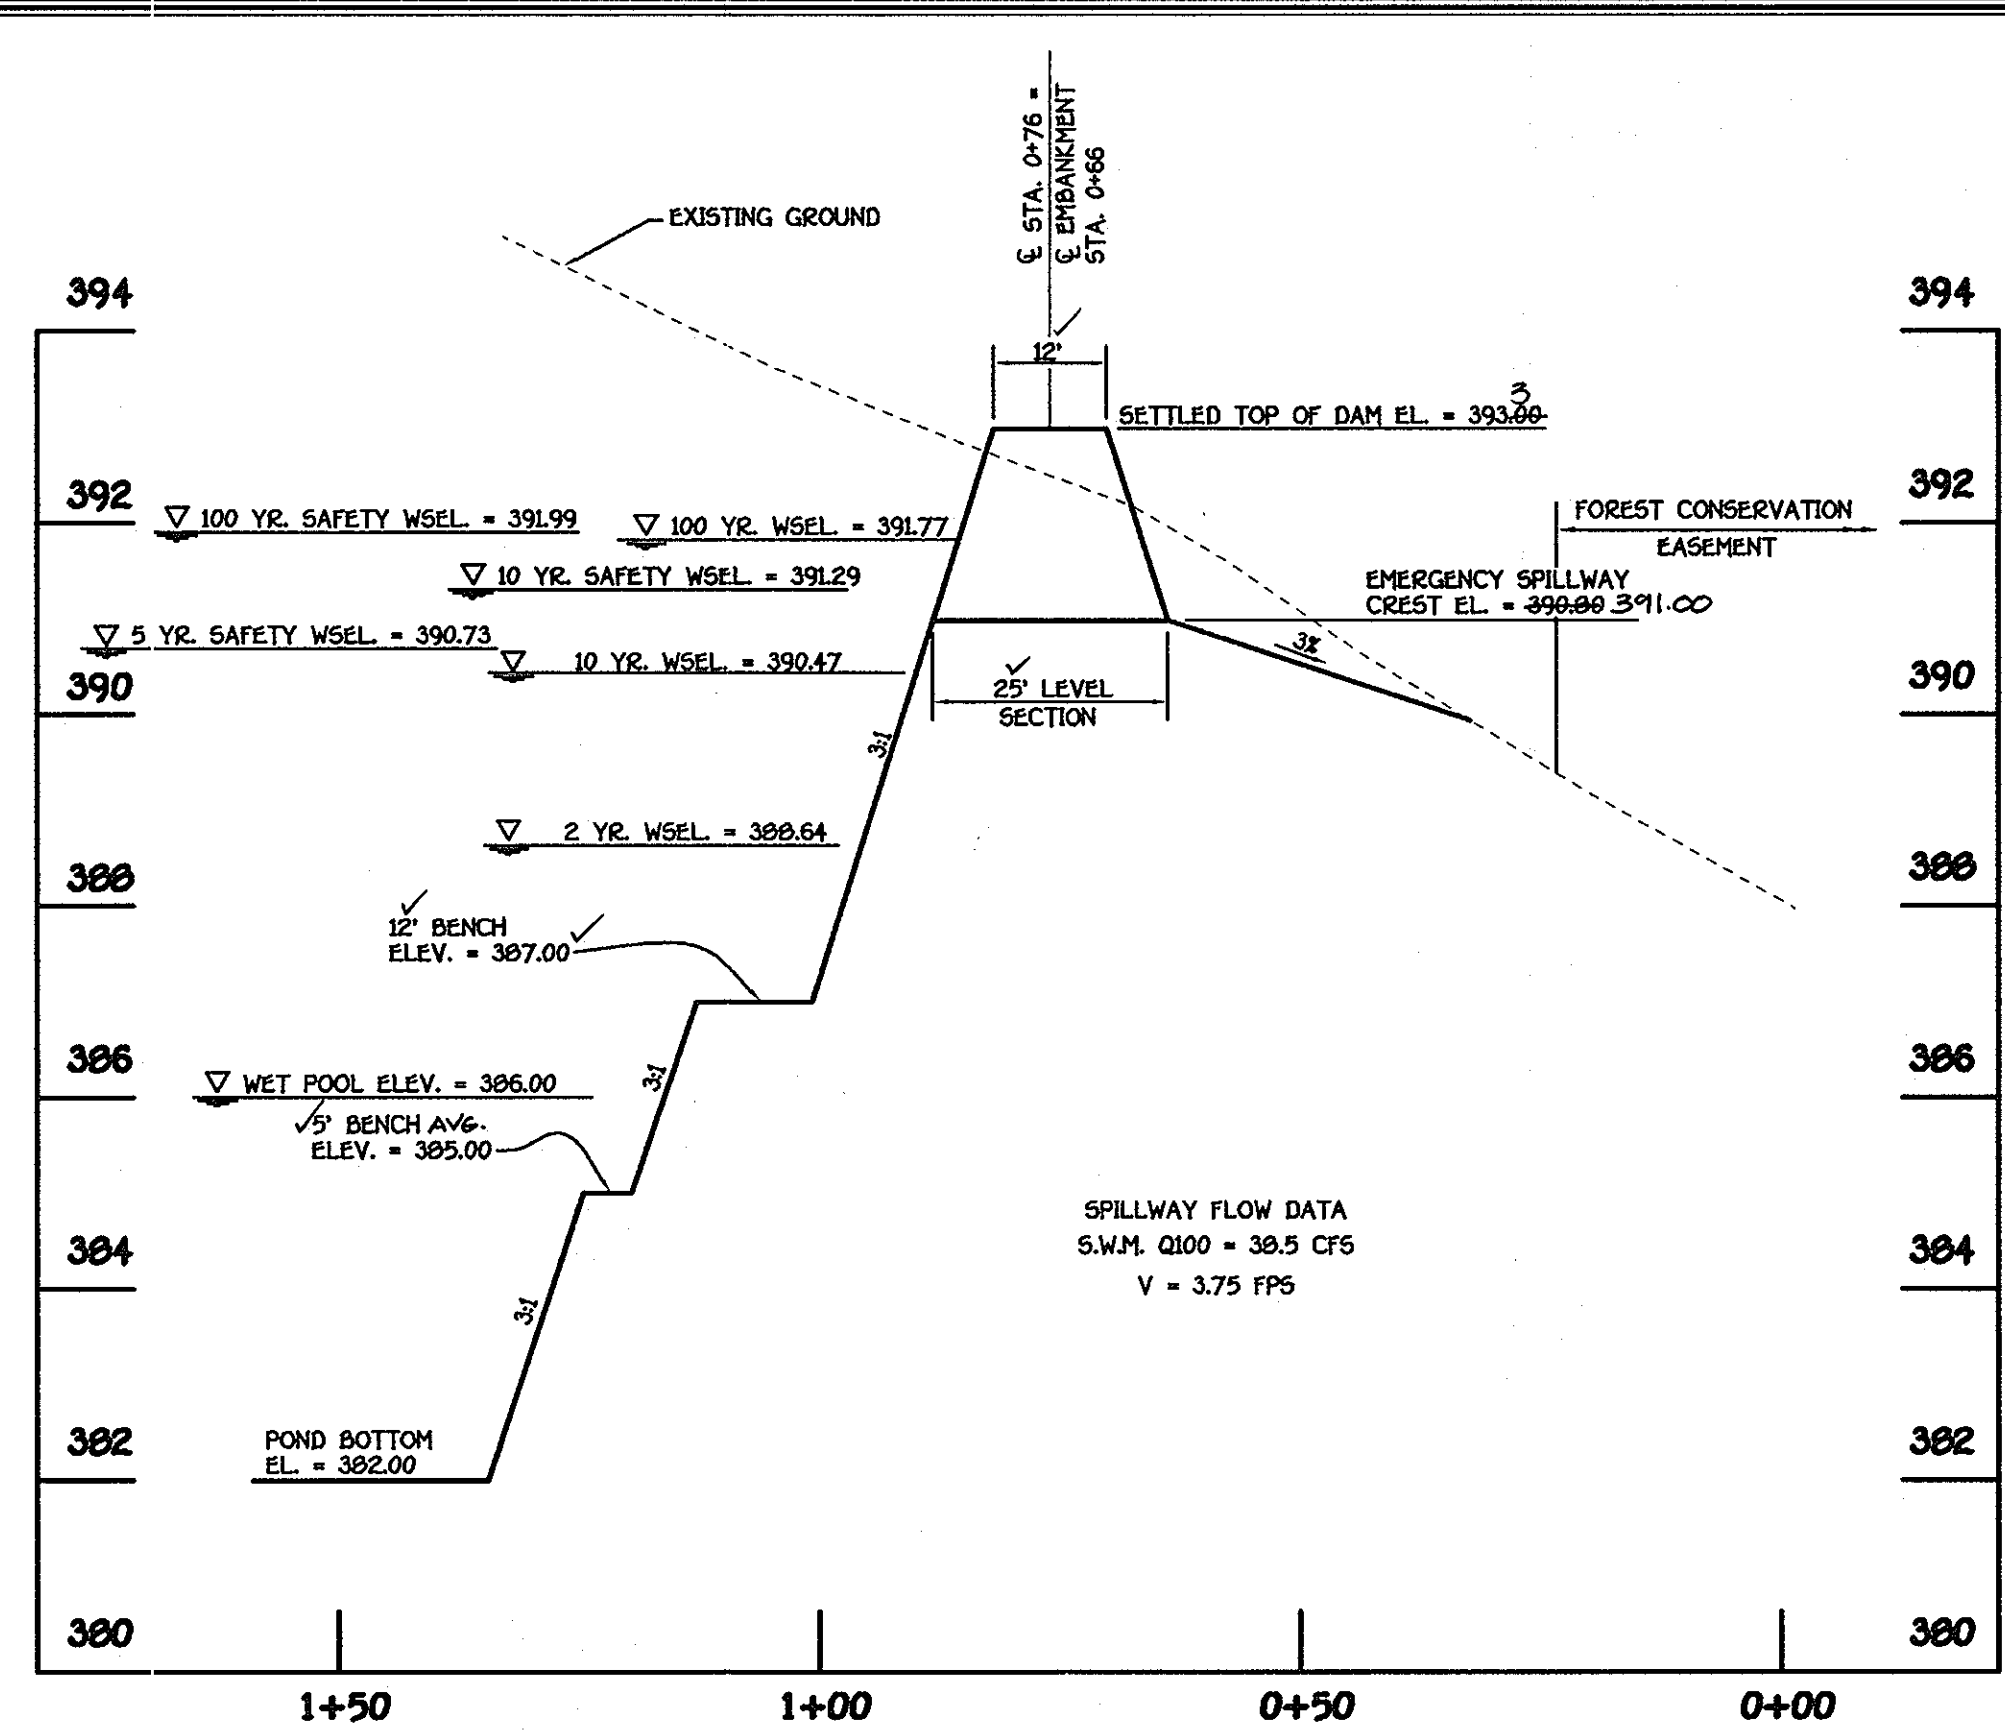 ℄ STA. 0+76 =
℄ EMBANKMENT
STA. 0+66
EXISTING GROUND
394
394
12'
3
SETTLED TOP OF DAM EL. = 393.00
392
392
100 YR. SAFETY WSEL. = 391.99
100 YR. WSEL. = 391.77
FOREST CONSERVATION
EASEMENT
10 YR. SAFETY WSEL. = 391.29
EMERGENCY SPILLWAY
CREST EL. = 390.80 391.00
5 YR. SAFETY WSEL. = 390.73
10 YR. WSEL. = 390.47
3%
390
390
25' LEVEL
SECTION
3:1
2 YR. WSEL. = 388.64
388
388
12' BENCH
ELEV. = 387.00
386
386
3:1
WET POOL ELEV. = 386.00
5' BENCH AVG.
ELEV. = 385.00
SPILLWAY FLOW DATA
S.W.M. Q100 = 38.5 CFS
V = 3.75 FPS
384
384
3:1
382
382
POND BOTTOM
EL. = 382.00
380
380
1+50
1+00
0+50
0+00